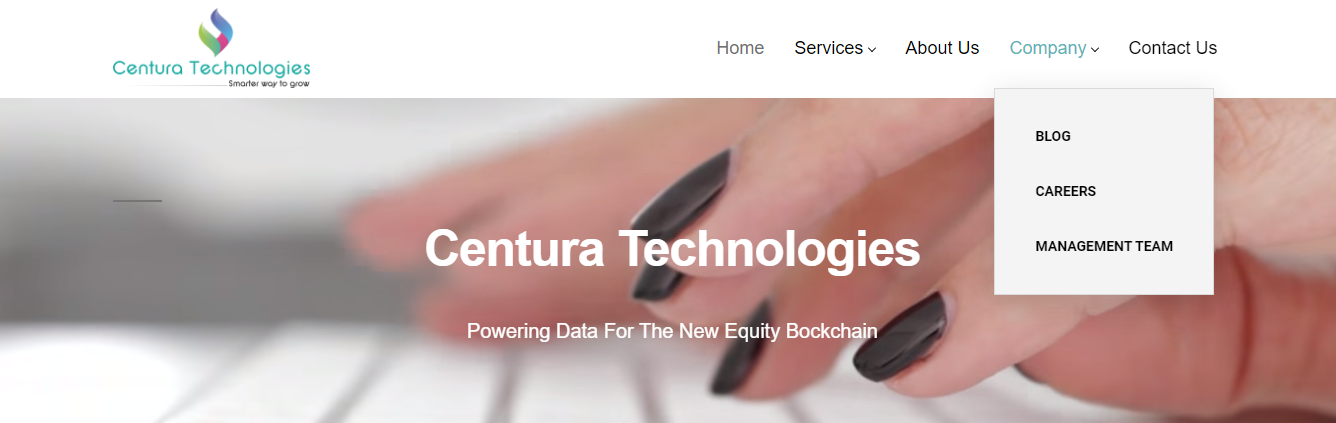 Centura Technologies
Smarter way to grow
Home Services About Us Company Contact Us
BLOG
CAREERS
MANAGEMENT TEAM
Centura Technologies
Powering Data For The New Equity Bockchain